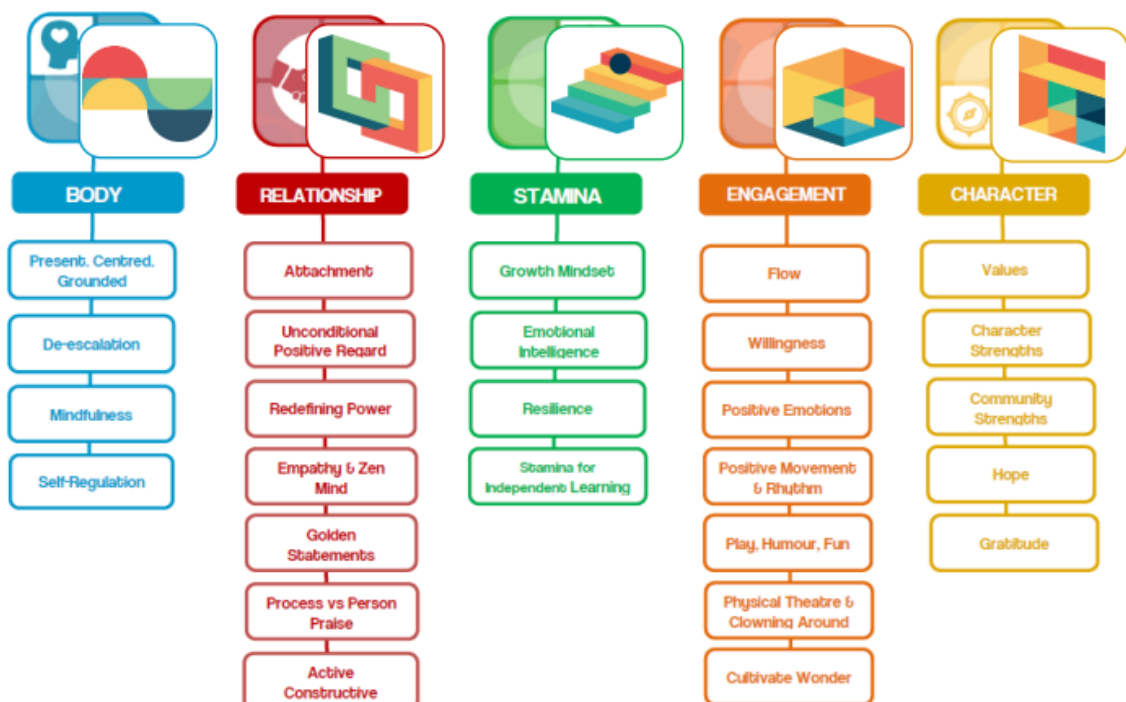 BODY
Present. Centred.
Grounded
De-escalation
Mindfulness
Self-Regulation
RELATIONSHIP
Attachment
Unconditional
Positive Regard
Redefining Power
Empathy & Zen
Mind
Golden
Statements
Process vs Person
Praise
Active
Constructive
STAMINA
Growth Mindset
Emotional
Intelligence
Resilience
Stamina for
Independent Learning
ENGAGEMENT
Flow
Willingness
Positive Emotions
Positive Movement
& Rhythm
Play, Humour, Fun
Physical Theatre &
Clowning Around
Cultivate Wonder
CHARACTER
Values
Character
Strengths
Community
Strengths
Hope
Gratitude